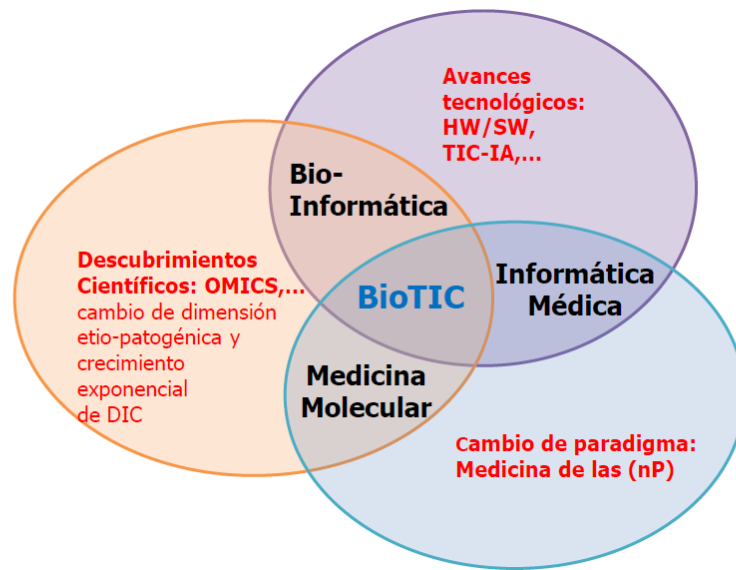 Avances
tecnológicos:
HW/SW,
TIC-IA,...
Bio-
Informática
Descubrimientos
Científicos: OMICS,...
cambio de dimensión
etio-patogénica y
crecimiento
exponencial
de DIC
BioTIC
Informática
Médica
Medicina
Molecular
Cambio de paradigma:
Medicina de las (nP)